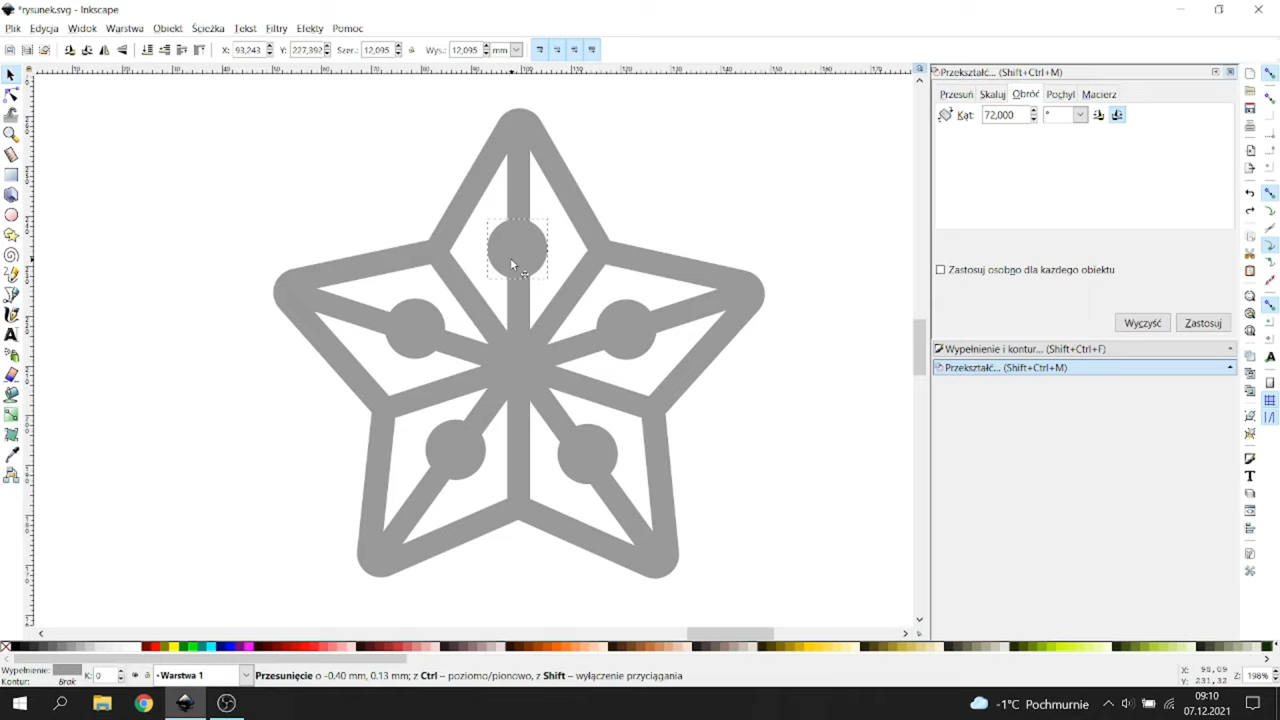 *rysunek.svg - Inkscape
Plik Edycja Widok Warstwa Obiekt Ścieżka Tekst Filtry Efekty Pomoc
X: 93,243 Y: 227,392 Szer.: 12,095 Wys.: 12,095 mm
Przekształć... (Shift+Ctrl+M)
Przesuń Skaluj Obróć Pochyl Macierz
Kąt: 72,000 °
Zastosuj osobno dla każdego obiektu
Wyczyść Zastosuj
Wypełnienie i kontur... (Shift+Ctrl+F)
Przekształć... (Shift+Ctrl+M)
Wypełnienie:
Kontur: Brak
K: 0
Warstwa 1
Przesunięcie o -0.40 mm, 0.13 mm; z Ctrl – poziomo/pionowo, z Shift – wyłączenie przyciągania
X: 98,09
Y: 231,32
Z: 198%
-1°C Pochmurnie
09:10
07.12.2021